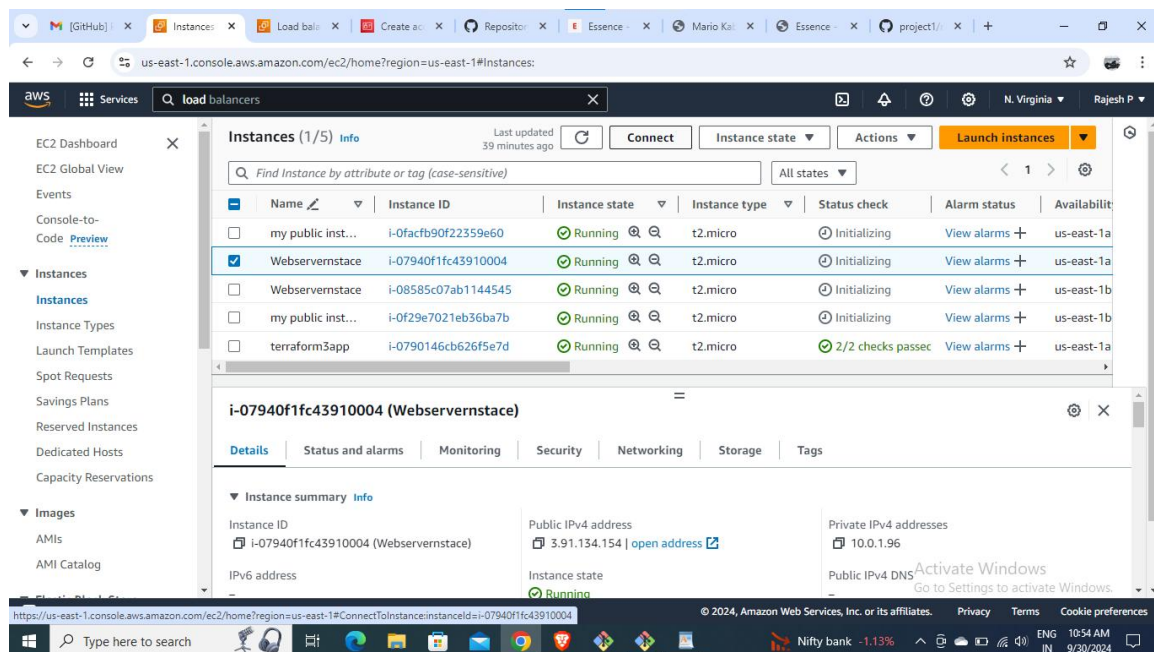 [GitHub]
Instances
Load bala
Create ac
Repositor
Essence -
Mario Kal
Essence -
project1/
us-east-1.console.aws.amazon.com/ec2/home?region=us-east-1#Instances:
aws
Services
load balancers
N. Virginia
Rajesh P
EC2 Dashboard
EC2 Global View
Events
Console-to-
Code Preview
Instances
Instances
Instance Types
Launch Templates
Spot Requests
Savings Plans
Reserved Instances
Dedicated Hosts
Capacity Reservations
Images
AMIs
AMI Catalog
Instances (1/5) Info
Last updated
39 minutes ago
Connect
Instance state
Actions
Launch instances
Find Instance by attribute or tag (case-sensitive)
All states
1
Name Instance ID Instance state Instance type Status check Alarm status Availabilit
my public inst... i-0facfb90f22359e60 Running t2.micro Initializing View alarms + us-east-1a
Webservernstace i-07940f1fc43910004 Running t2.micro Initializing View alarms + us-east-1a
Webservernstace i-08585c07ab1144545 Running t2.micro Initializing View alarms + us-east-1b
my public inst... i-0f29e7021eb36ba7b Running t2.micro Initializing View alarms + us-east-1b
terraform3app i-0790146cb626f5e7d Running t2.micro 2/2 checks passec View alarms + us-east-1a
i-07940f1fc43910004 (Webservernstace)
Details Status and alarms Monitoring Security Networking Storage Tags
Instance summary Info
Instance ID
i-07940f1fc43910004 (Webservernstace)
Public IPv4 address
3.91.134.154 | open address
Private IPv4 addresses
10.0.1.96
IPv6 address
–
Instance state
Running
Public IPv4 DNS
–
Activate Windows
Go to Settings to activate Windows.
https://us-east-1.console.aws.amazon.com/ec2/home?region=us-east-1#ConnectToInstance:instanceId=i-07940f1fc43910004
© 2024, Amazon Web Services, Inc. or its affiliates. Privacy Terms Cookie preferences
Type here to search
Nifty bank -1.13%
ENG
IN
10:54 AM
9/30/2024